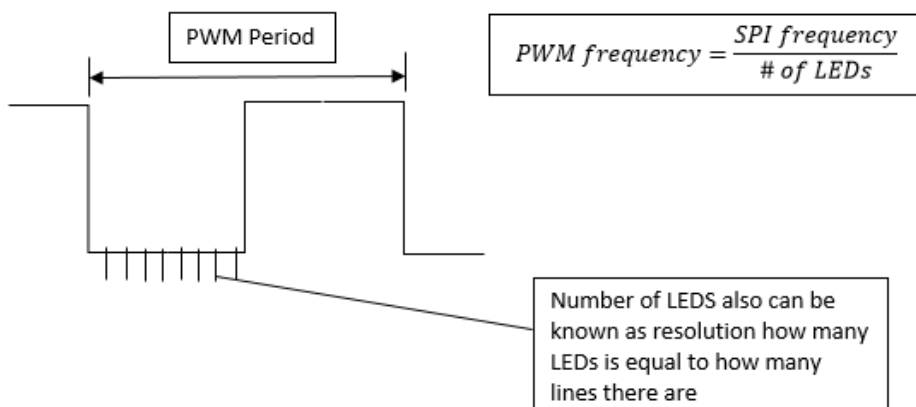 PWM Period
PWM frequency = SPI frequency / # of LEDs
Number of LEDS also can be
known as resolution how many
LEDs is equal to how many
lines there are